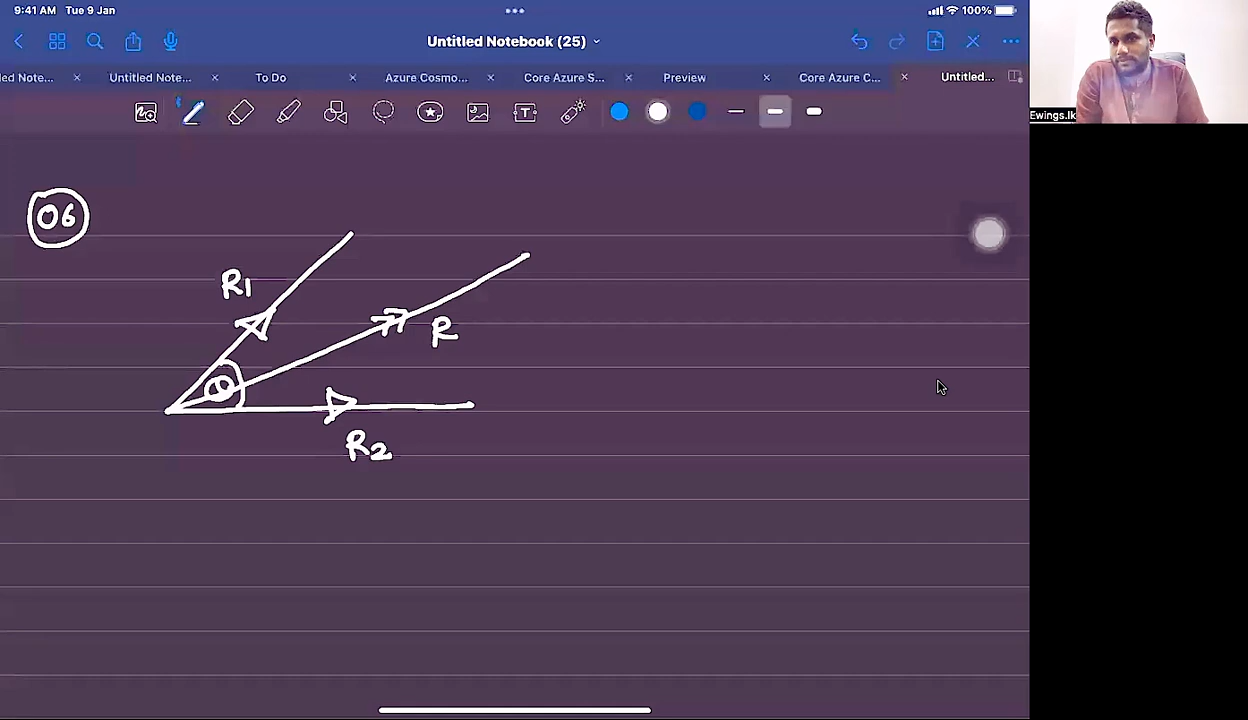 9:41 AM Tue 9 Jan
100%
Untitled Notebook (25)
led Note...
Untitled Note...
To Do
Azure Cosmo...
Core Azure S...
Preview
Core Azure C...
Untitled...
T
Ewings.lk
06
R1
R
θ
R2